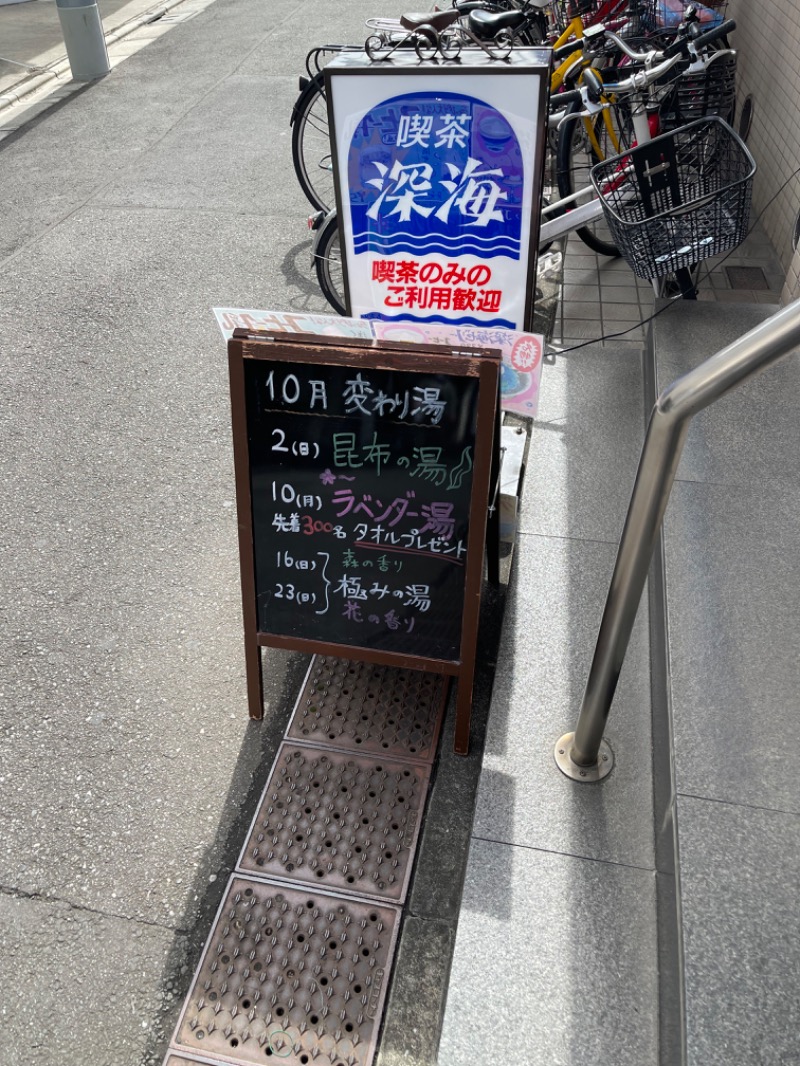 喫茶
深海
喫茶のみの
ご利用歓迎
10月 変わり湯
2(日) 昆布の湯
10(月) ラベンダー湯
先着300名 タオルプレゼント
16(日) 森の香り
極みの湯
23(日) 花の香り